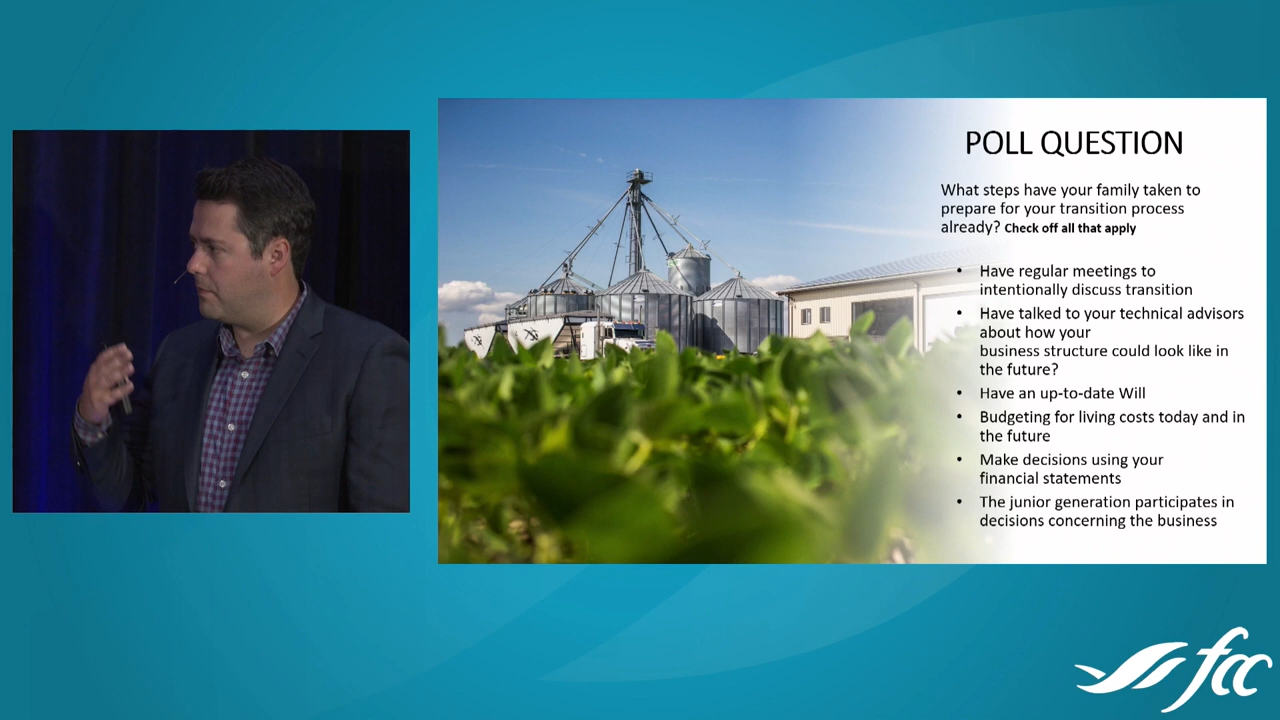 POLL QUESTION
What steps have your family taken to
prepare for your transition process
already? Check off all that apply
• Have regular meetings to
intentionally discuss transition
• Have talked to your technical advisors
about how your
business structure could look like in
the future?
• Have an up-to-date Will
• Budgeting for living costs today and in
the future
• Make decisions using your
financial statements
• The junior generation participates in
decisions concerning the business
fcc